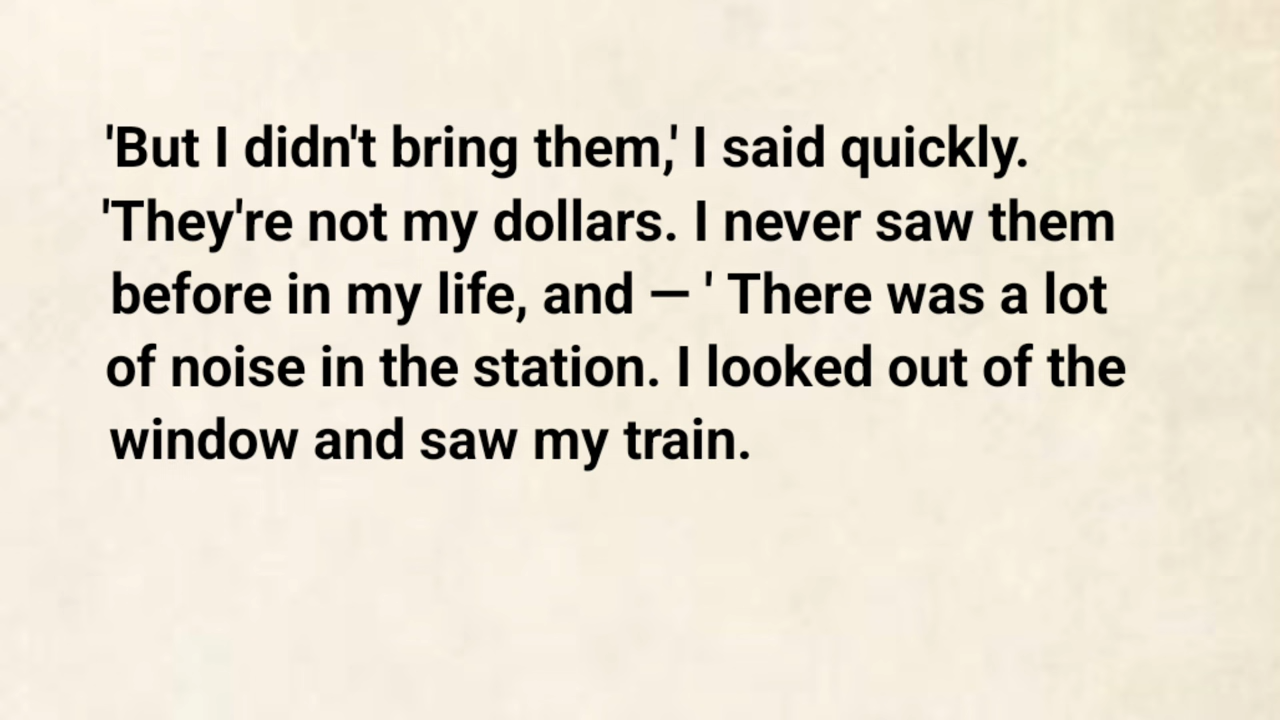 'But I didn't bring them,' I said quickly.
'They're not my dollars. I never saw them
before in my life, and — ' There was a lot
of noise in the station. I looked out of the
window and saw my train.